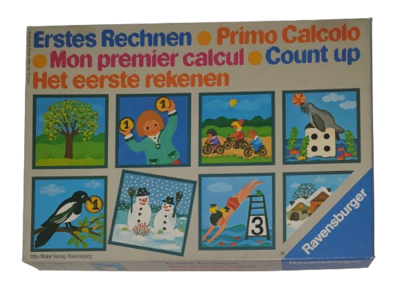 Erstes Rechnen • Primo Calcolo
• Mon premier calcul • Count up
Het eerste rekenen
1
1
3
Otto Maier Verlag Ravensburg
Ravensburger